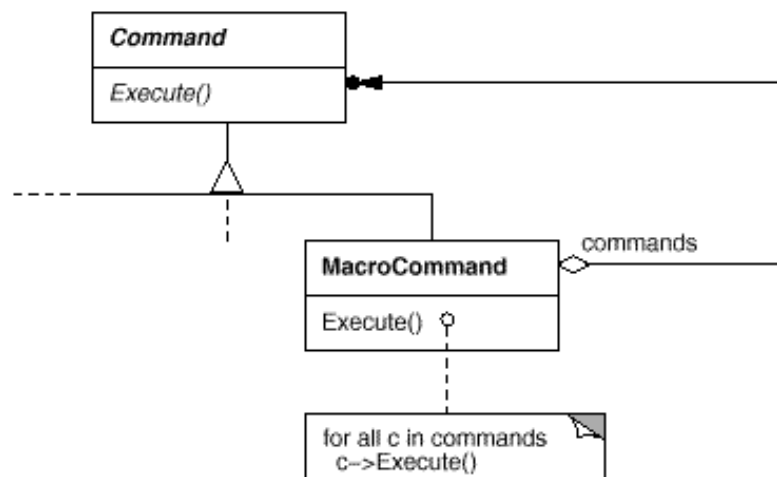 Command
Execute()
commands
MacroCommand
Execute()
for all c in commands
c->Execute()